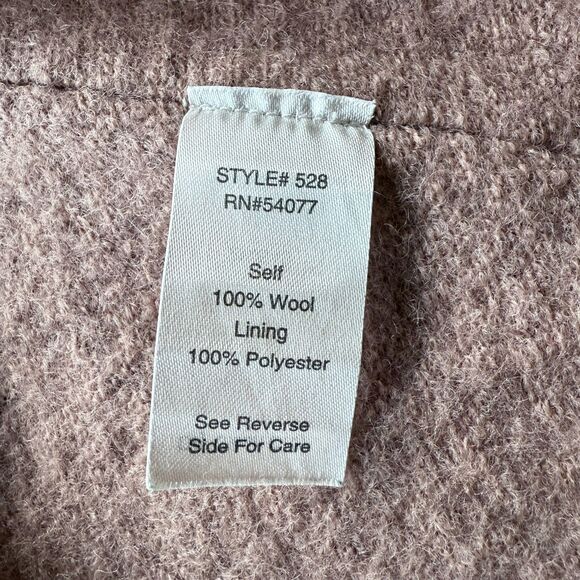 STYLE# 528
RN#54077
Self
100% Wool
Lining
100% Polyester
See Reverse
Side For Care